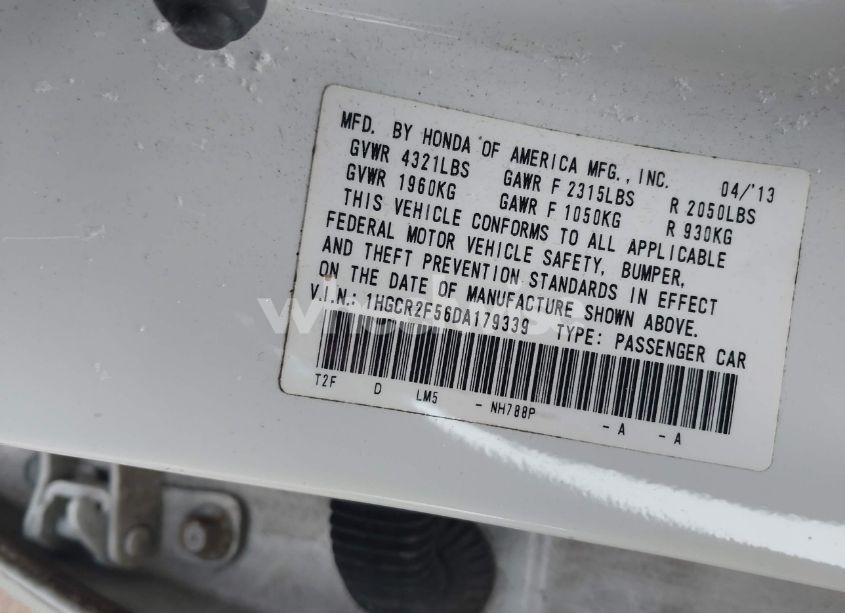 MFD. BY HONDA OF AMERICA MFG., INC. 04/'13
GVWR 4321LBS GAWR F 2315LBS R 2050LBS
GVWR 1960KG GAWR F 1050KG R 930KG
THIS VEHICLE CONFORMS TO ALL APPLICABLE
FEDERAL MOTOR VEHICLE SAFETY, BUMPER,
AND THEFT PREVENTION STANDARDS IN EFFECT
ON THE DATE OF MANUFACTURE SHOWN ABOVE.
V.I.N.: 1HGCR2F56DA179339 TYPE: PASSENGER CAR
T2F D LM5 - NH788P - A - A